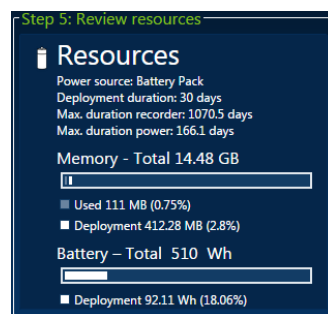 Step 5: Review resources
Resources
Power source: Battery Pack
Deployment duration: 30 days
Max. duration recorder: 1070.5 days
Max. duration power: 166.1 days
Memory - Total 14.48 GB
Used 111 MB (0.75%)
Deployment 412.28 MB (2.8%)
Battery – Total 510 Wh
Deployment 92.11 Wh (18.06%)